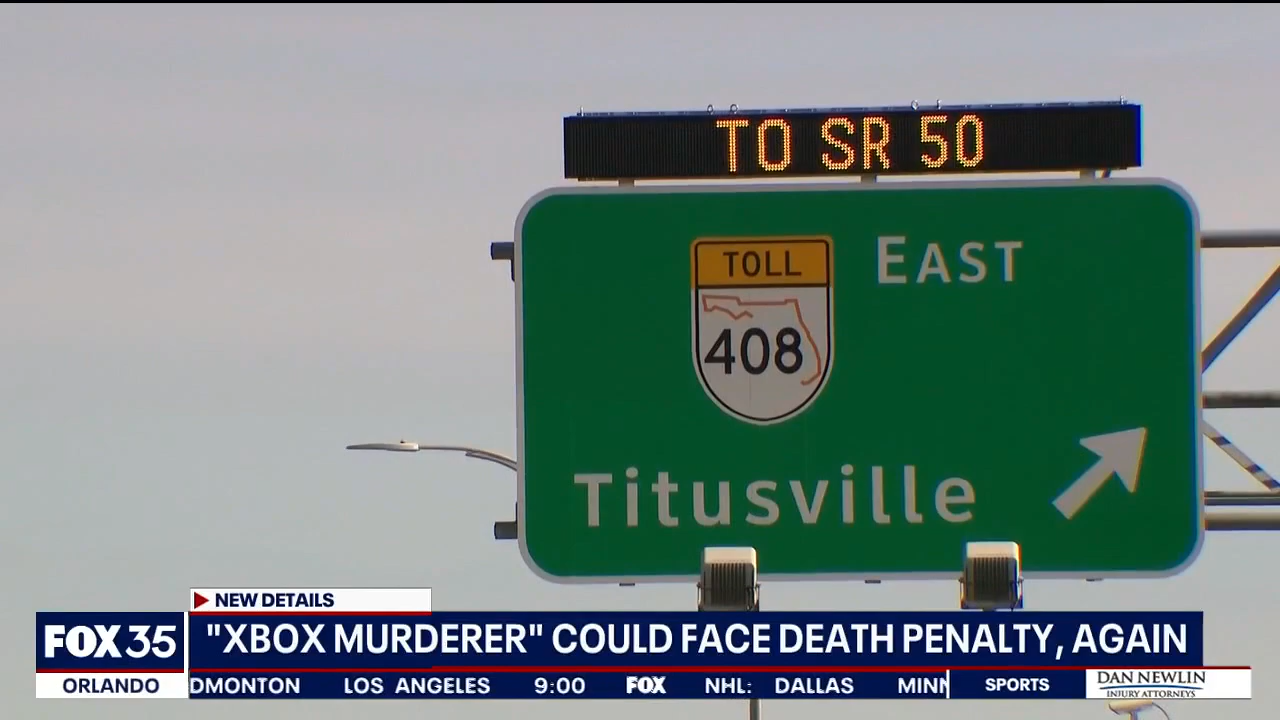 TO SR 50
TOLL
408
EAST
Titusville
NEW DETAILS
FOX 35
ORLANDO
"XBOX MURDERER" COULD FACE DEATH PENALTY, AGAIN
DMONTON LOS ANGELES 9:00 FOX NHL: DALLAS MINN
SPORTS
DAN NEWLIN
INJURY ATTORNEYS